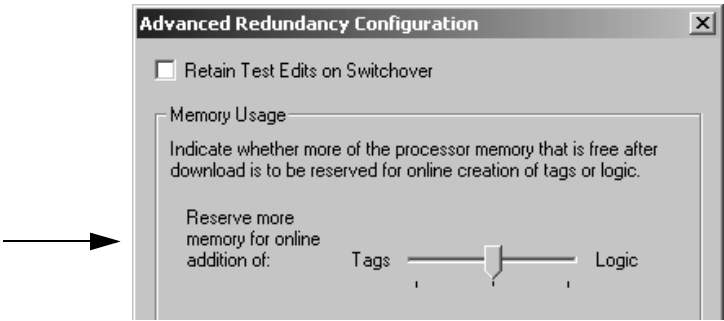 Advanced Redundancy Configuration
Retain Test Edits on Switchover
Memory Usage
Indicate whether more of the processor memory that is free after
download is to be reserved for online creation of tags or logic.
Reserve more
memory for online
addition of:
Tags
Logic